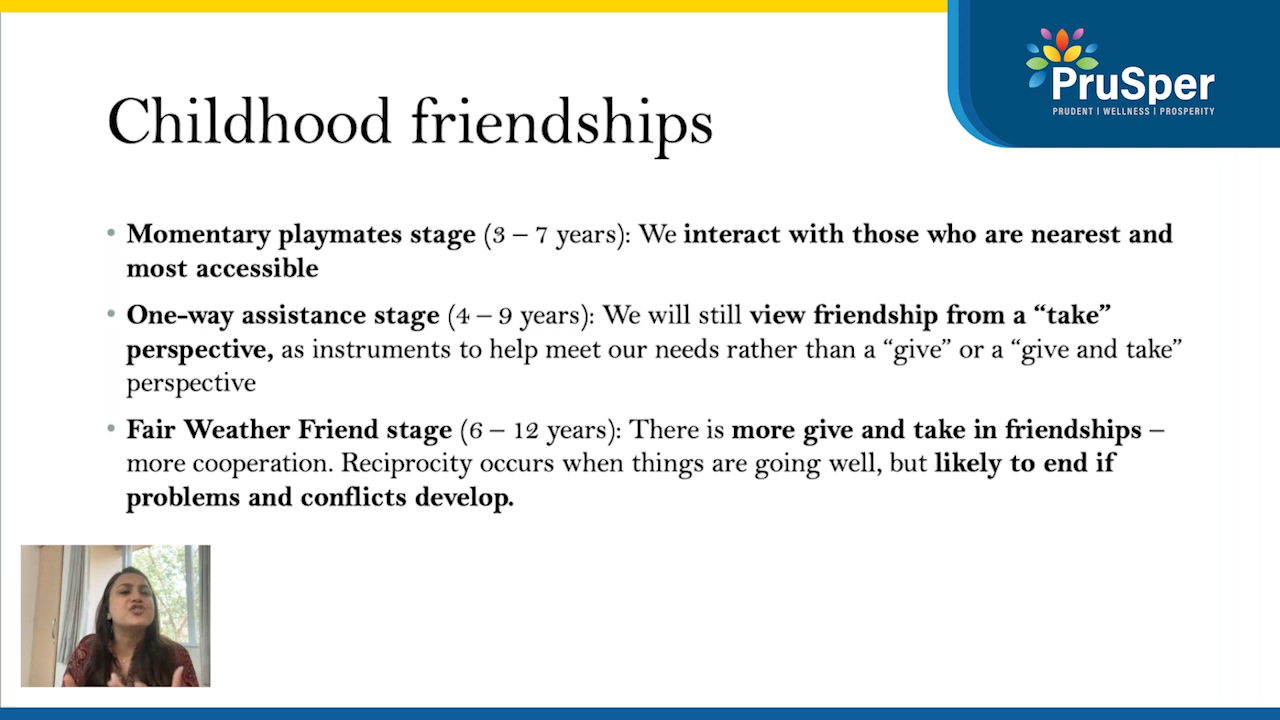 PruSper
PRUDENT | WELLNESS | PROSPERITY
Childhood friendships
• Momentary playmates stage (3 – 7 years): We interact with those who are nearest and
most accessible
• One-way assistance stage (4 – 9 years): We will still view friendship from a “take”
perspective, as instruments to help meet our needs rather than a “give” or a “give and take”
perspective
• Fair Weather Friend stage (6 – 12 years): There is more give and take in friendships –
more cooperation. Reciprocity occurs when things are going well, but likely to end if
problems and conflicts develop.